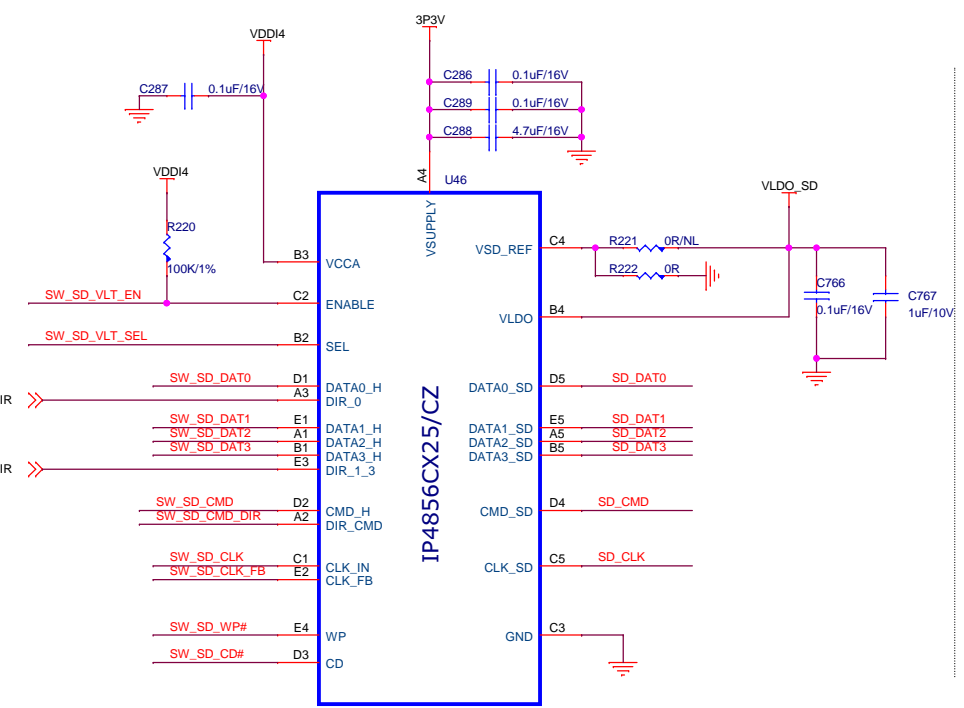 3P3V
VDDI4
C286 0.1uF/16V
C287 0.1uF/16V
C289 0.1uF/16V
C288 4.7uF/16V
VDDI4
A4
U46
VLDO_SD
R220
100K/1%
VSUPPLY
B3 VCCA
VSD_REF C4
R221 0R/NL
R222 0R
SW_SD_VLT_EN C2 ENABLE
C766
0.1uF/16V
C767
1uF/10V
VLDO B4
SW_SD_VLT_SEL B2 SEL
SW_SD_DAT0 D1 DATA0_H
DATA0_SD D5 SD_DAT0
IR A3 DIR_0
SW_SD_DAT1 E1 DATA1_H
DATA1_SD E5 SD_DAT1
SW_SD_DAT2 A1 DATA2_H
DATA2_SD A5 SD_DAT2
SW_SD_DAT3 B1 DATA3_H
DATA3_SD B5 SD_DAT3
IR E3 DIR_1_3
IP4856CX25/CZ
SW_SD_CMD D2 CMD_H
CMD_SD D4 SD_CMD
SW_SD_CMD_DIR A2 DIR_CMD
SW_SD_CLK C1 CLK_IN
CLK_SD C5 SD_CLK
SW_SD_CLK_FB E2 CLK_FB
SW_SD_WP# E4 WP
GND C3
SW_SD_CD# D3 CD